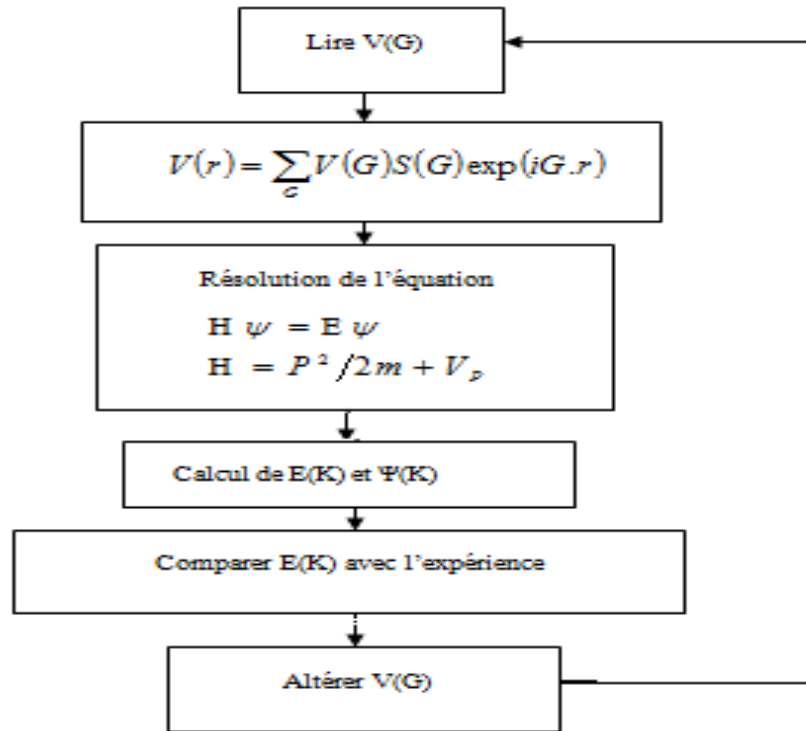 Lire V(G)
V(r) = ∑_G V(G)S(G) exp(iG.r)
Résolution de l'équation
H ψ = E ψ
H = P²/2m + V_p
Calcul de E(K) et Ψ(K)
Comparer E(K) avec l'expérience
Altérer V(G)